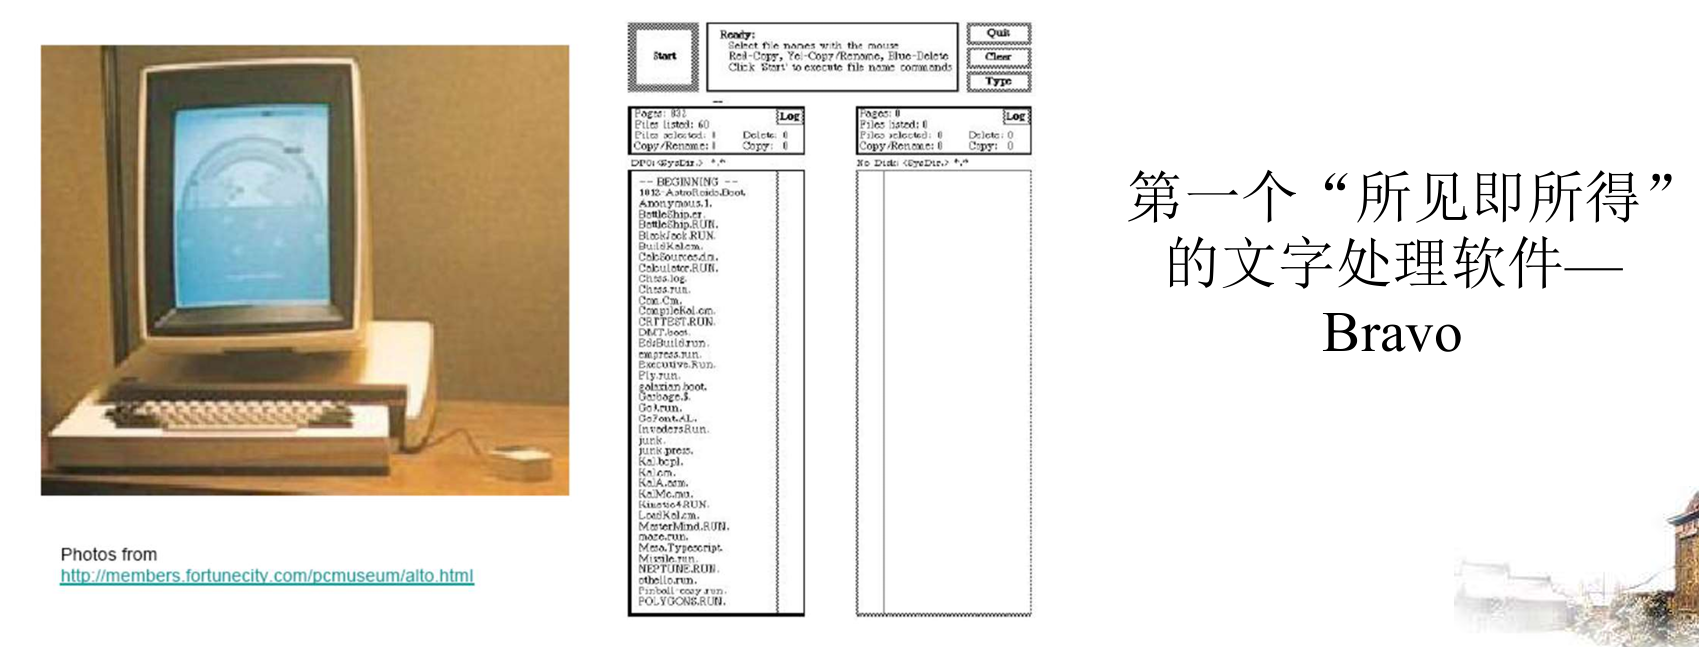 Start
Ready:
Select file names with the mouse
Red-Copy, Yel-Copy/Rename, Blue-Delete
Click 'Start' to execute file name commands
Quit
Clear
Type
Pages: 832
Files listed: 60
Files selected: 1 Delete: 0
Copy/Rename: 1 Copy: 0
Log
DP0: <SysDir.> *.*
-- BEGINNING --
1012-AstroRoids.Boot.
Anonymous.1.
BattleShip.er.
BattleShip.RUN.
BlackJack.RUN.
BuildKal.cm.
CalcSources.dm.
Calculator.RUN.
Chess.log.
Chess.run.
Com.Cm.
CompileKal.cm.
CRTTEST.RUN.
DMT.boot.
EdsBuild.run.
empress.run.
Executive.Run.
Fly.run.
galaxian.boot.
Garbage.$.
Go.run.
GoFont.AL.
Invaders.Run.
junk.
junk.press.
Kal.bcpl.
Kal.cm.
KalA.asm.
KalMc.mu.
Kinetic4.RUN.
LoadKal.cm.
MasterMind.RUN.
maze.run.
Mesa.Typescript.
Missile.run.
NEPTUNE.RUN.
othello.run.
Pinball-easy.run.
POLYGONS.RUN.
Pages: 0
Files listed: 0
Files selected: 0 Delete: 0
Copy/Rename: 0 Copy: 0
Log
No Disk: <SysDir.> *.*
第一个“所见即所得”
的文字处理软件—
Bravo
Photos from
http://members.fortunecity.com/pcmuseum/alto.html